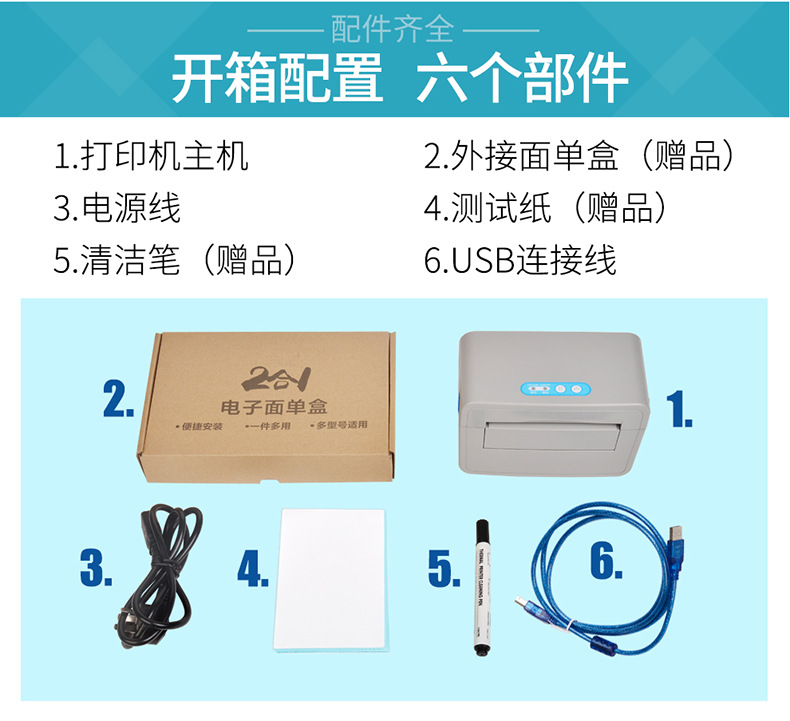 配件齐全
开箱配置 六个部件
1.打印机主机
2.外接面单盒（赠品）
3.电源线
4.测试纸（赠品）
5.清洁笔（赠品）
6.USB连接线
2合1
电子面单盒
•便捷安装 •一件多用 •多型号适用
2.
1.
3.
4.
5.
THERMAL PRINTER CLEANING PEN
6.